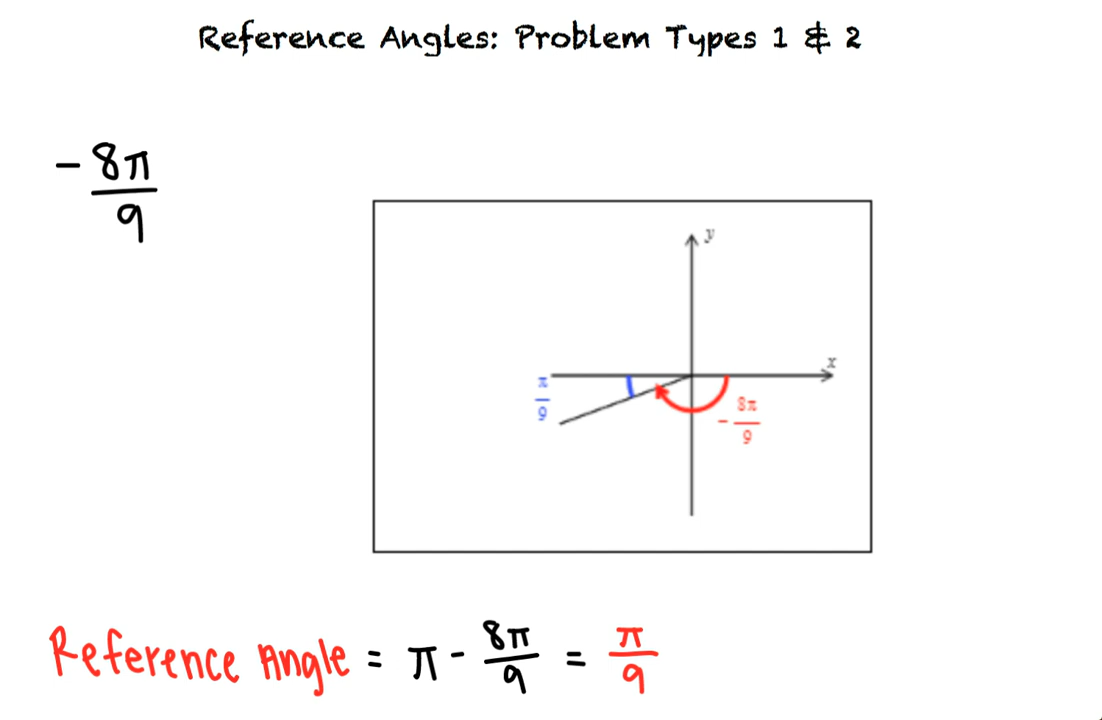 Reference Angles: Problem Types 1 & 2
-8π/9
y
x
π/9
-8π/9
Reference Angle = π - 8π/9 = π/9